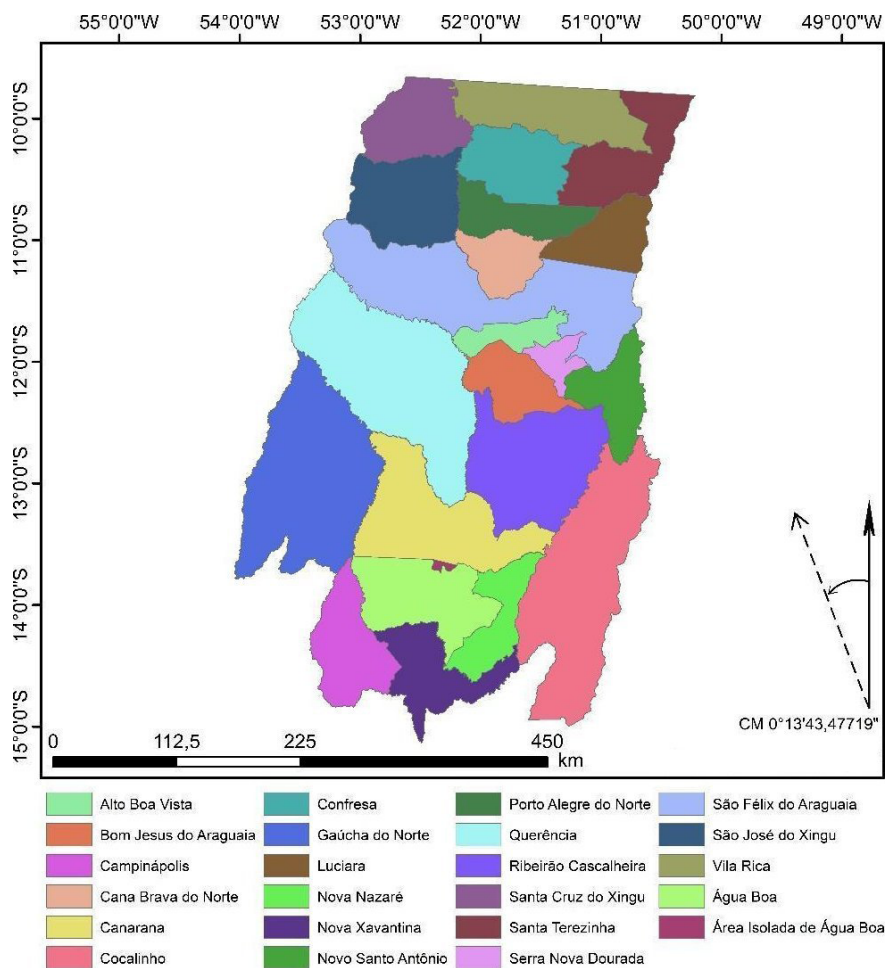 55°0'0"W 54°0'0"W 53°0'0"W 52°0'0"W 51°0'0"W 50°0'0"W 49°0'0"W
10°0'0"S
11°0'0"S
12°0'0"S
13°0'0"S
14°0'0"S
15°0'0"S
CM 0°13'43,47719"
0 112,5 225 450
km
Alto Boa Vista Confresa Porto Alegre do Norte São Félix do Araguaia
Bom Jesus do Araguaia Gaúcha do Norte Querência São José do Xingu
Campinápolis Luciara Ribeirão Cascalheira Vila Rica
Cana Brava do Norte Nova Nazaré Santa Cruz do Xingu Água Boa
Canarana Nova Xavantina Santa Terezinha Área Isolada de Água Boa
Cocalinho Novo Santo Antônio Serra Nova Dourada